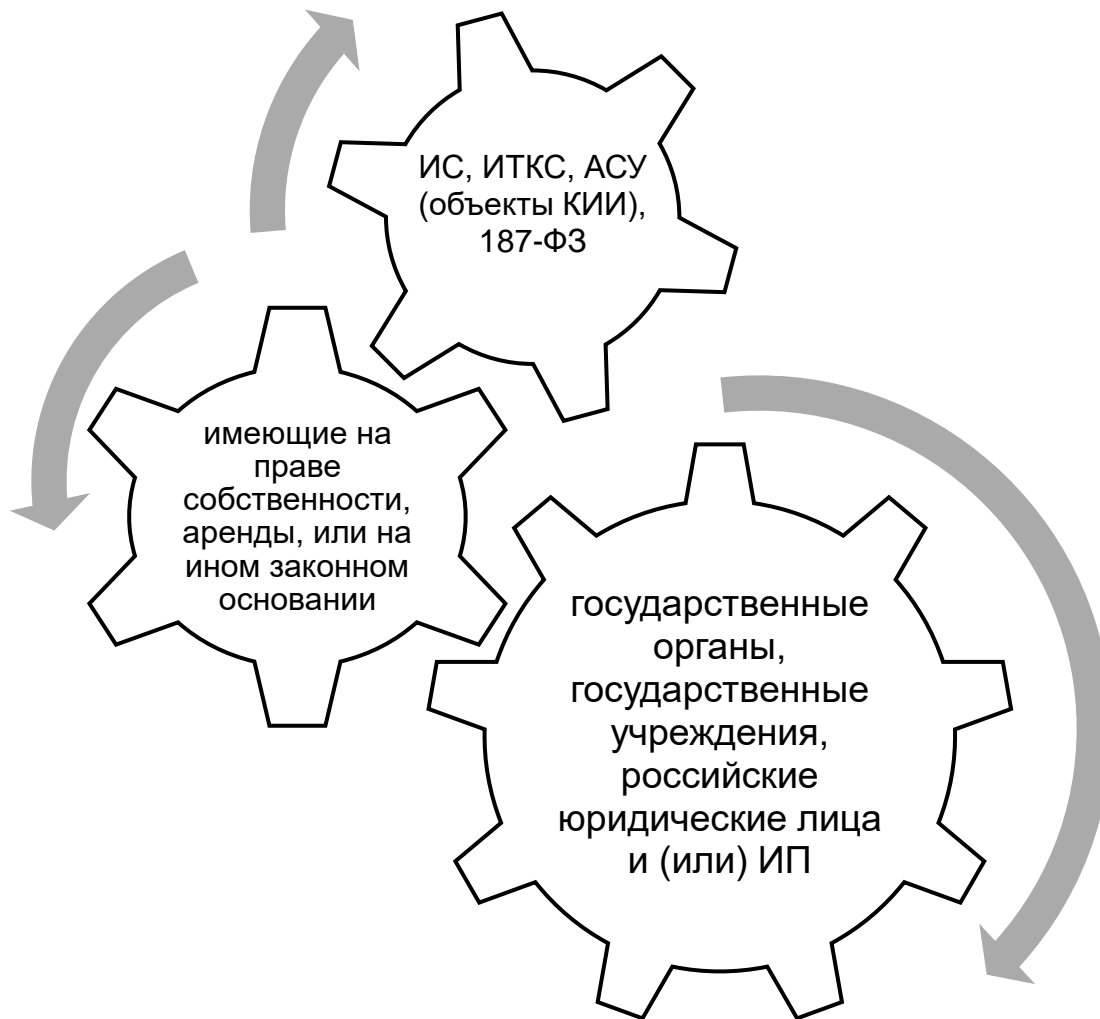 ИС, ИТКС, АСУ
(объекты КИИ),
187-ФЗ
имеющие на
праве
собственности,
аренды, или на
ином законном
основании
государственные
органы,
государственные
учреждения,
российские
юридические лица
и (или) ИП